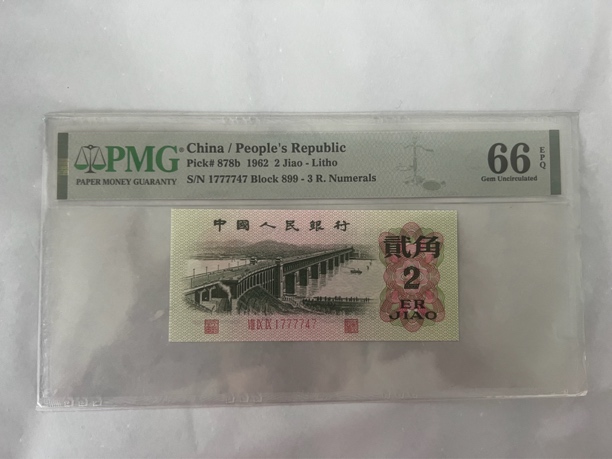 PMG
PAPER MONEY GUARANTY
China / People's Republic
Pick# 878b 1962 2 Jiao - Litho
S/N 1777747 Block 899 - 3 R. Numerals
66 EPQ
Gem Uncirculated
中國人民銀行
貳角
2
ER
JIAO
ⅧⅨⅨ 1777747